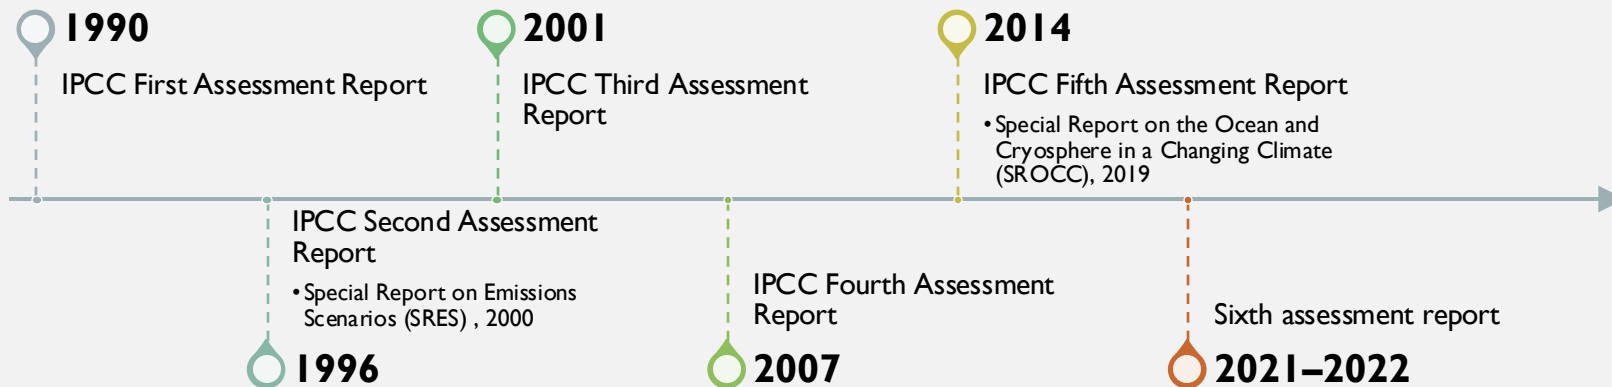 1990
IPCC First Assessment Report
2001
IPCC Third Assessment
Report
2014
IPCC Fifth Assessment Report
• Special Report on the Ocean and
Cryosphere in a Changing Climate
(SROCC), 2019
IPCC Second Assessment
Report
• Special Report on Emissions
Scenarios (SRES) , 2000
1996
IPCC Fourth Assessment
Report
2007
Sixth assessment report
2021–2022